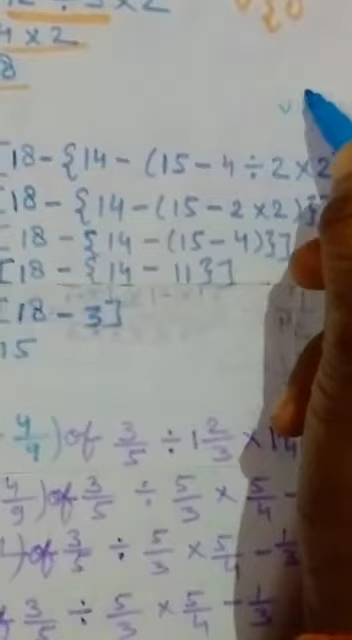 4 × 2
8
[18 - {14 - (15 - 4 ÷ 2 × 2
[18 - {14 - (15 - 2 × 2)}]
[18 - {14 - (15 - 4)}]
[18 - {14 - 11}]
[18 - 3]
15
4/9) of 3/5 ÷ 1 2/3 × 1
4/9) of 3/5 ÷ 5/3 × 5/4 -
) of 3/5 ÷ 5/3 × 5/4 - 1/3
3/5 ÷ 5/3 × 5/4 - 1/3